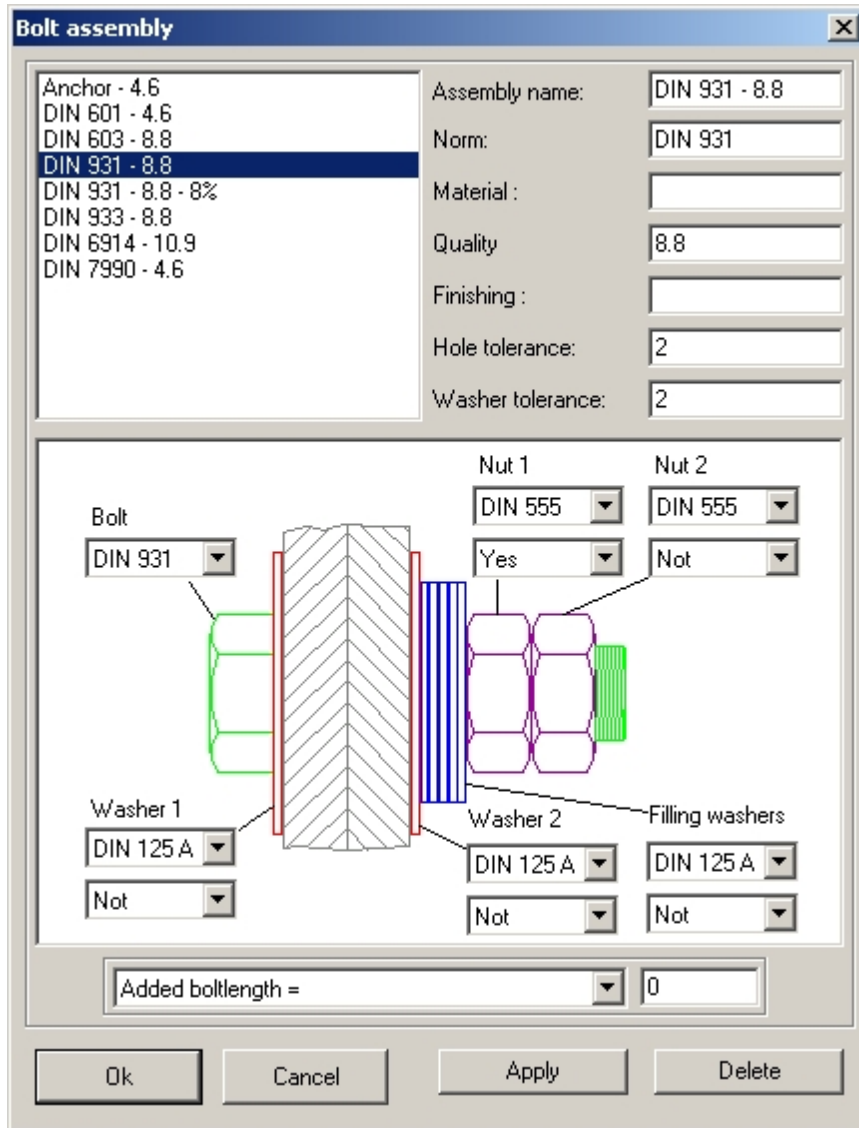 Bolt assembly
Anchor - 4.6
DIN 601 - 4.6
DIN 603 - 8.8
DIN 931 - 8.8
DIN 931 - 8.8 - 8%
DIN 933 - 8.8
DIN 6914 - 10.9
DIN 7990 - 4.6
Assembly name: DIN 931 - 8.8
Norm: DIN 931
Material :
Quality 8.8
Finishing :
Hole tolerance: 2
Washer tolerance: 2
Nut 1 Nut 2
DIN 555 DIN 555
Yes Not
Bolt
DIN 931
Washer 1
DIN 125 A
Not
Washer 2
DIN 125 A
Not
Filling washers
DIN 125 A
Not
Added boltlength = 0
Ok Cancel Apply Delete